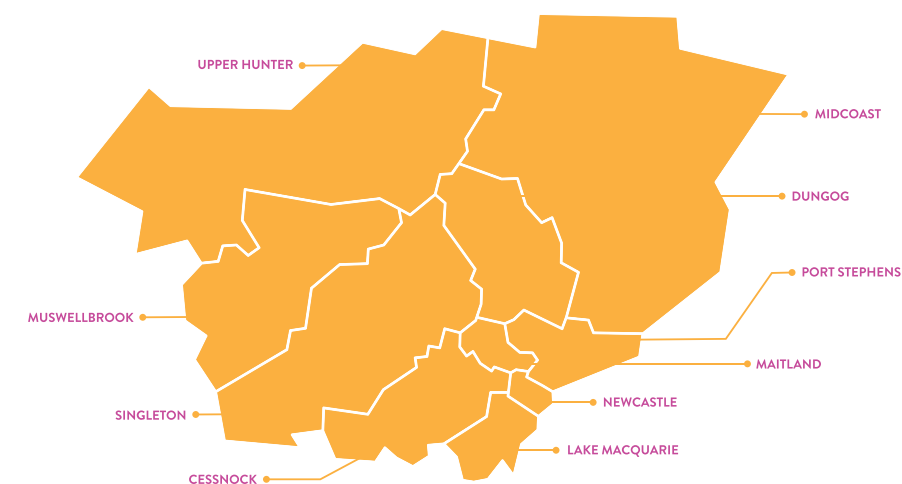 UPPER HUNTER
MIDCOAST
DUNGOG
PORT STEPHENS
MUSWELLBROOK
MAITLAND
NEWCASTLE
SINGLETON
LAKE MACQUARIE
CESSNOCK